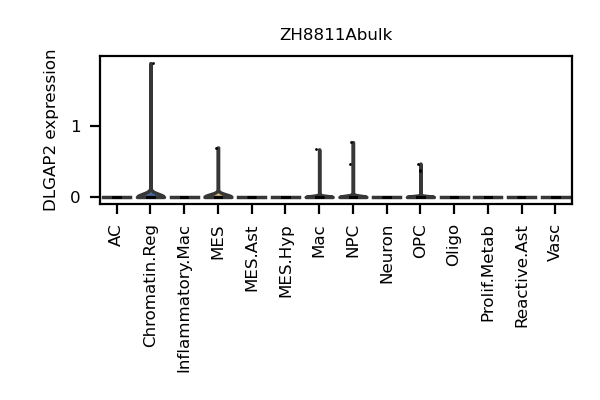 ZH8811Abulk
DLGAP2 expression
1
0
AC
Chromatin.Reg
Inflammatory.Mac
MES
MES.Ast
MES.Hyp
Mac
NPC
Neuron
OPC
Oligo
Prolif.Metab
Reactive.Ast
Vasc